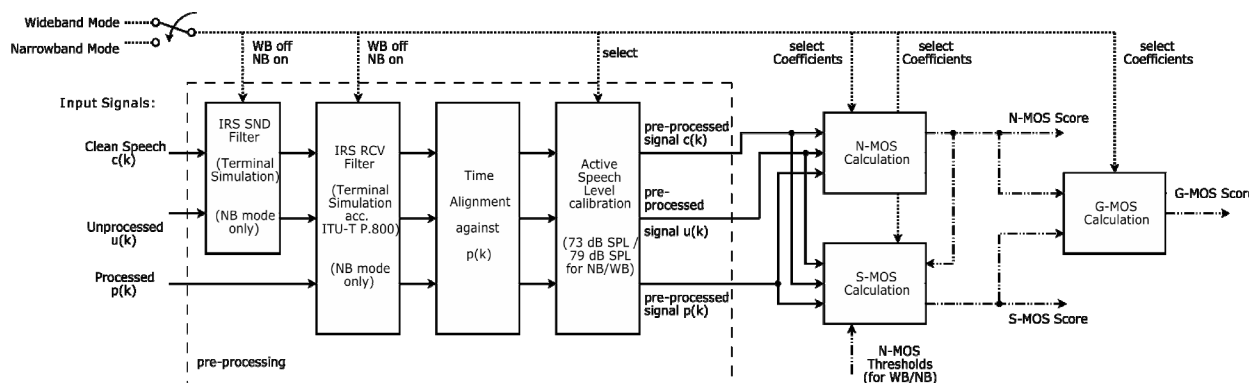 Wideband Mode
Narrowband Mode
WB off
NB on
WB off
NB on
select
select
Coefficients
select
Coefficients
select
Coefficients
Input Signals:
Clean Speech
c(k)
Unprocessed
u(k)
Processed
p(k)
IRS SND
Filter
(Terminal
Simulation)
(NB mode
only)
IRS RCV
Filter
(Terminal
Simulation
acc.
ITU-T P.800)
(NB mode
only)
Time
Alignment
against
p(k)
Active
Speech
Level
calibration
(73 dB SPL /
79 dB SPL
for NB/WB)
pre-processing
pre-processed
signal c(k)
pre-
processed
signal u(k)
pre-processed
signal p(k)
N-MOS
Calculation
S-MOS
Calculation
N-MOS
Thresholds
(for WB/NB)
N-MOS Score
S-MOS Score
G-MOS
Calculation
G-MOS Score